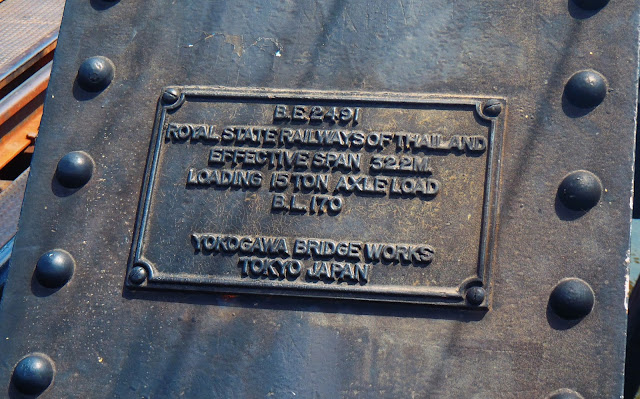 B.E.2491
ROYAL STATE RAILWAYS OF THAILAND
EFFECTIVE SPAN 32.2M.
LOADING 15 TON AXLE LOAD
B.L.170
YOKOGAWA BRIDGE WORKS
TOKYO JAPAN